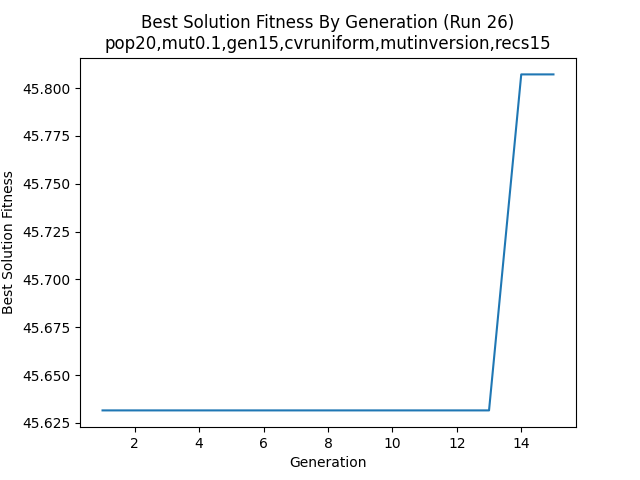 Best Solution Fitness By Generation (Run 26)
pop20,mut0.1,gen15,cvruniform,mutinversion,recs15
45.800
45.775
45.750
45.725
45.700
45.675
45.650
45.625
Best Solution Fitness
2 4 6 8 10 12 14
Generation